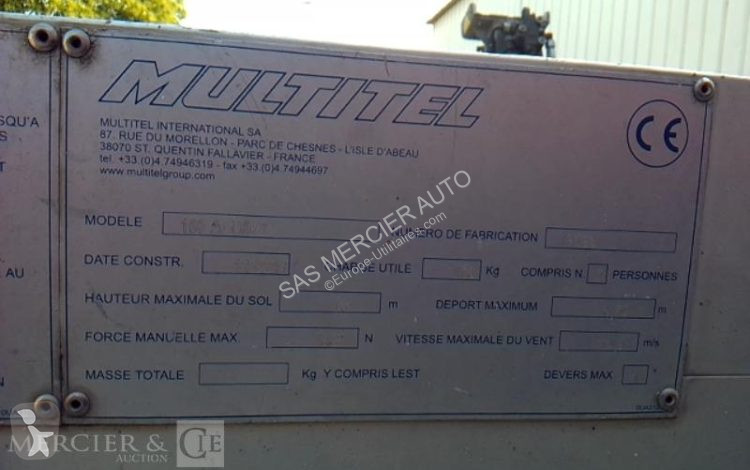 MULTITEL
MULTITEL INTERNATIONAL SA
87. RUE DU MORELLON - PARC DE CHESNES - L'ISLE D'ABEAU
38070 ST. QUENTIN FALLAVIER - FRANCE
tel. +33.(0)4.74946319 - fax +33.(0)4.74944697
www.multitelgroup.com
CE
SQU'A
S
T
AU
N
MODELE 160
NUMERO DE FABRICATION
DATE CONSTR.
CHARGE UTILE Kg
COMPRIS N. PERSONNES
HAUTEUR MAXIMALE DU SOL m
DEPORT MAXIMUM m
FORCE MANUELLE MAX. N
VITESSE MAXIMALE DU VENT m/s
MASSE TOTALE Kg Y COMPRIS LEST
DEVERS MAX °
SAS MERCIER AUTO
©Europe-Utilitaires.com
MERCIER & CIE
AUCTION